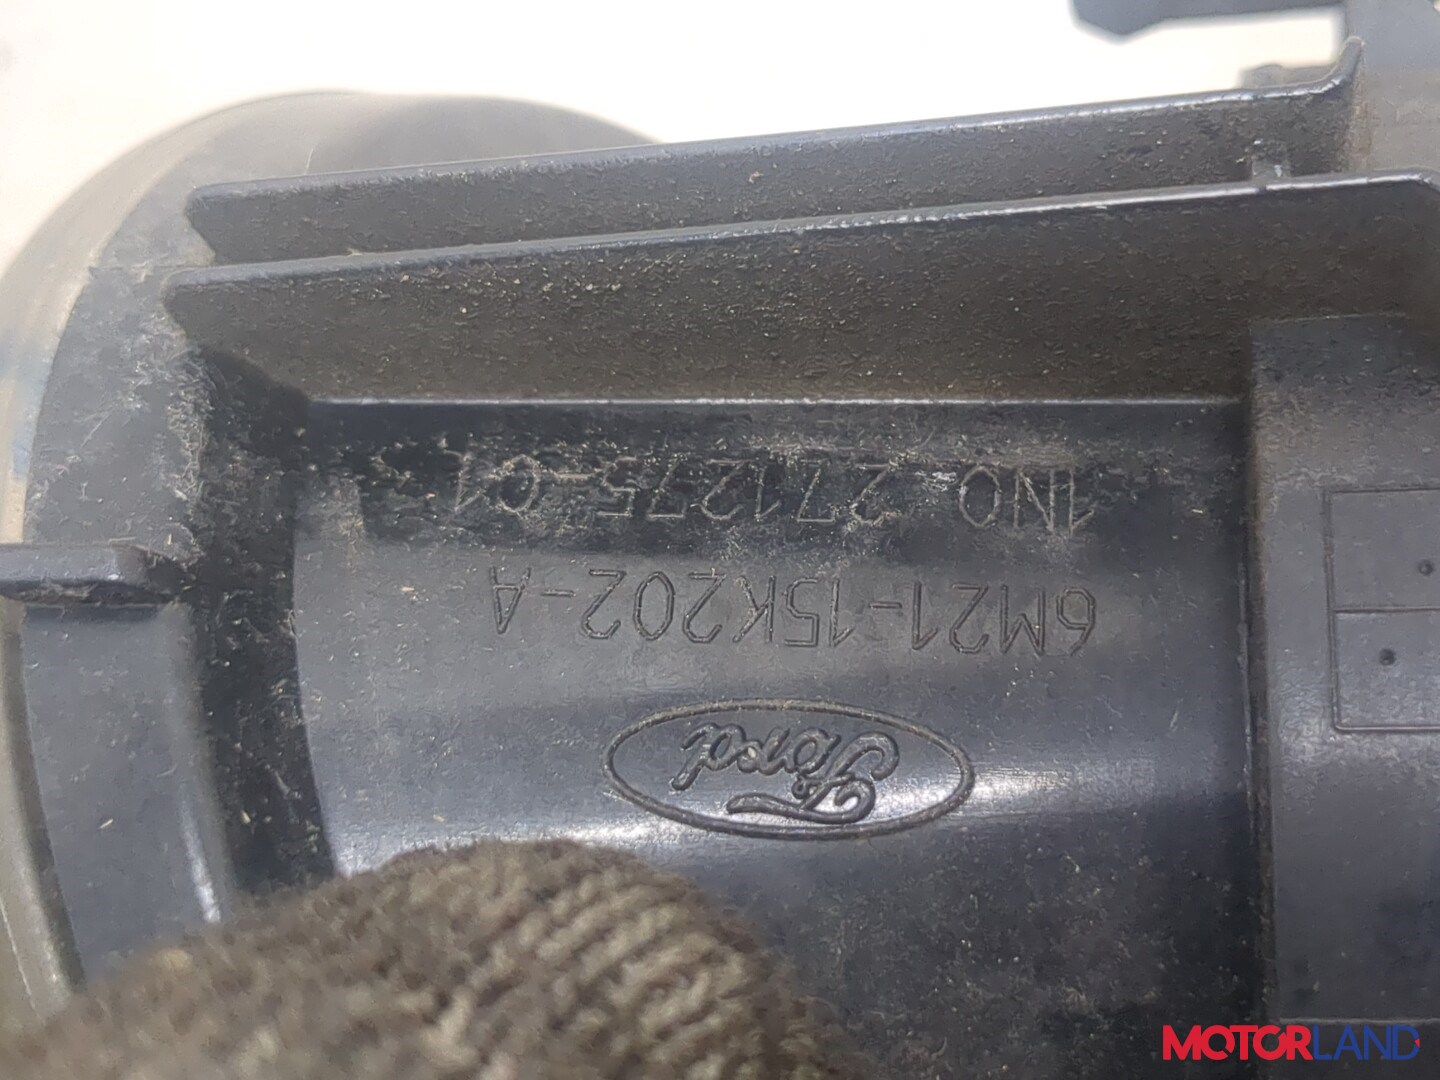 Ford
6M21-15K202-A
1N0 271275-01
MOTORLAND